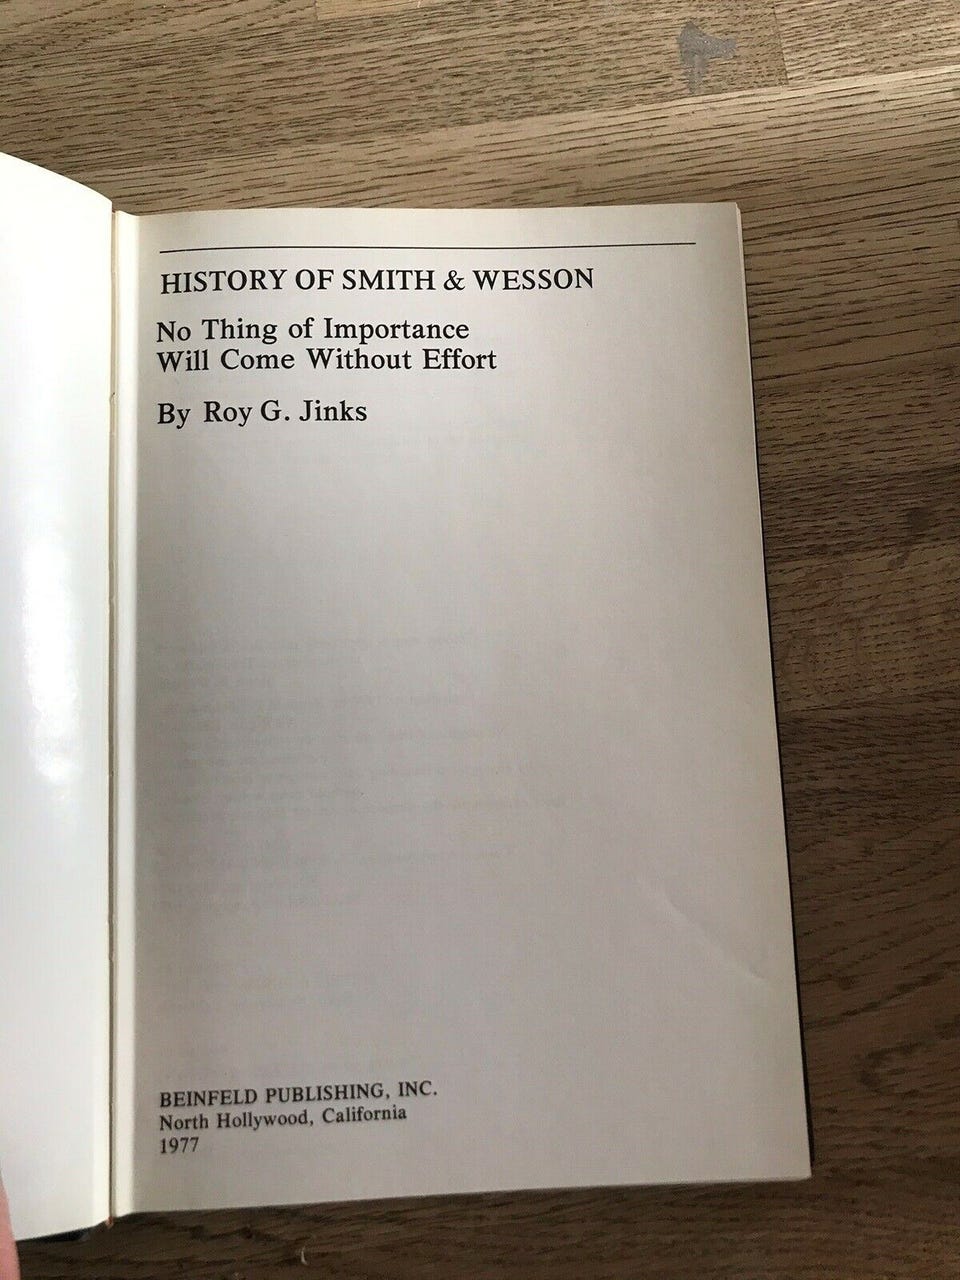 HISTORY OF SMITH & WESSON
No Thing of Importance
Will Come Without Effort
By Roy G. Jinks
BEINFELD PUBLISHING, INC.
North Hollywood, California
1977